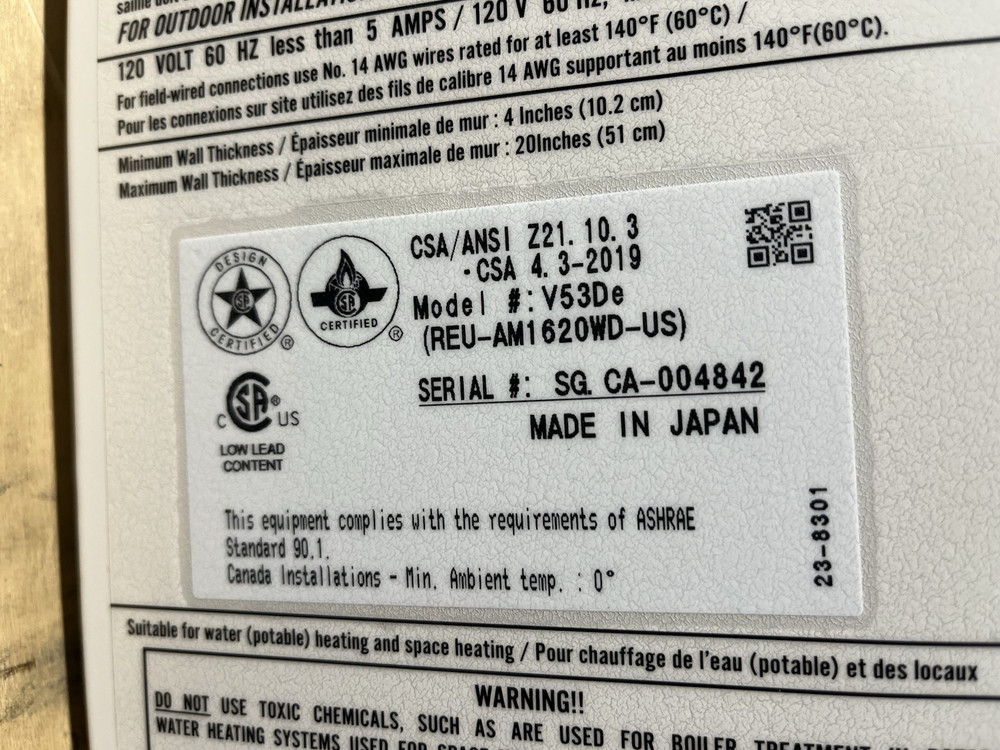 FOR OUTDOOR
120 VOLT 60 HZ less than 5 AMPS / 120 V 60 HZ,
For field-wired connections use No. 14 AWG wires rated for at least 140°F (60°C) /
Pour les connexions sur site utilisez des fils de calibre 14 AWG supportant au moins 140°F(60°C).
Minimum Wall Thickness / Épaisseur minimale de mur : 4 Inches (10.2 cm)
Maximum Wall Thickness / Épaisseur maximale de mur : 20Inches (51 cm)
DESIGN CERTIFIED ®
SA
CERTIFIED ®
CSA/ANSI Z21. 10. 3
·CSA 4. 3-2019
Model #:V53De
(REU-AM1620WD-US)
SERIAL #: SG. CA-004842
MADE IN JAPAN
C SA ® US
LOW LEAD
CONTENT
This equipment complies with the requirements of ASHRAE
Standard 90.1.
Canada Installations - Min. Ambient temp. : 0°
23-8301
Suitable for water (potable) heating and space heating / Pour chauffage de l'eau (potable) et des locaux
WARNING!!
DO NOT USE TOXIC CHEMICALS, SUCH AS ARE USED FOR BOILER TREATMENT
WATER HEATING SYSTEMS USED FOR